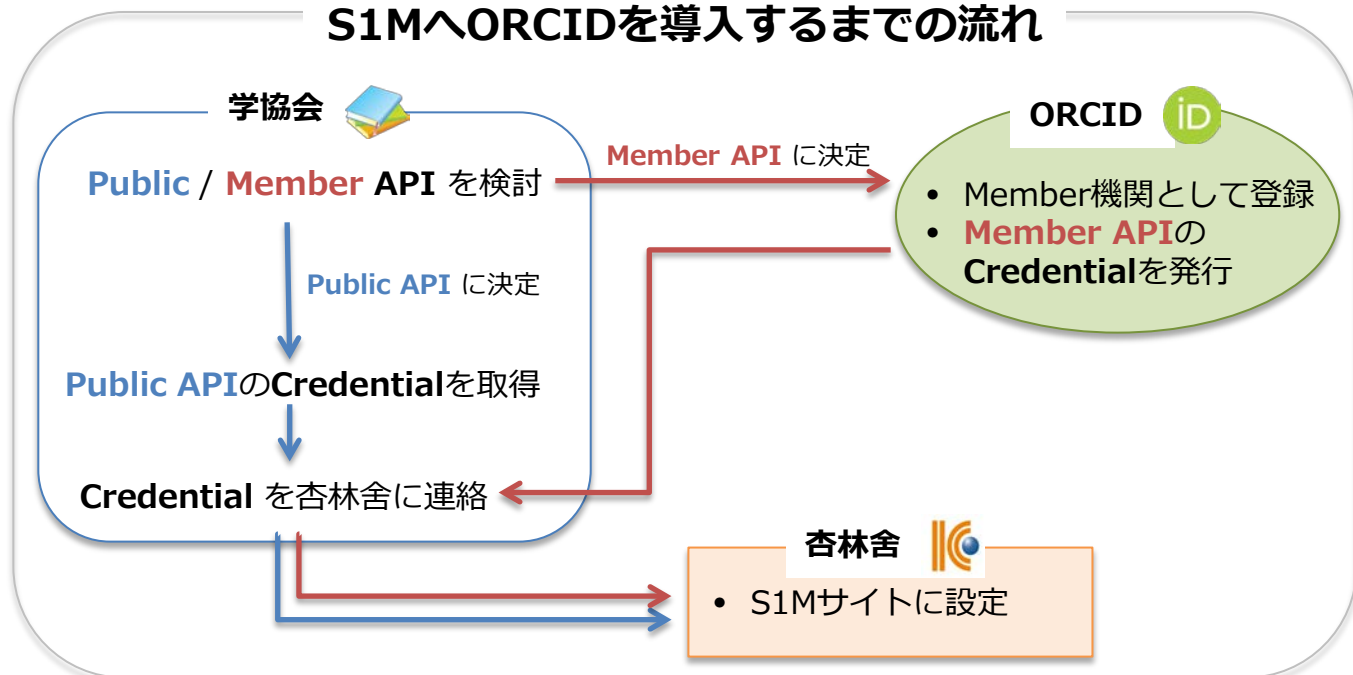 S1MへORCIDを導入するまでの流れ
学協会
Public / Member API を検討
Member API に決定
ORCID
iD
• Member機関として登録
• Member APIの
Credentialを発行
Public API に決定
Public APIのCredentialを取得
Credential を杏林舎に連絡
杏林舎
• S1Mサイトに設定